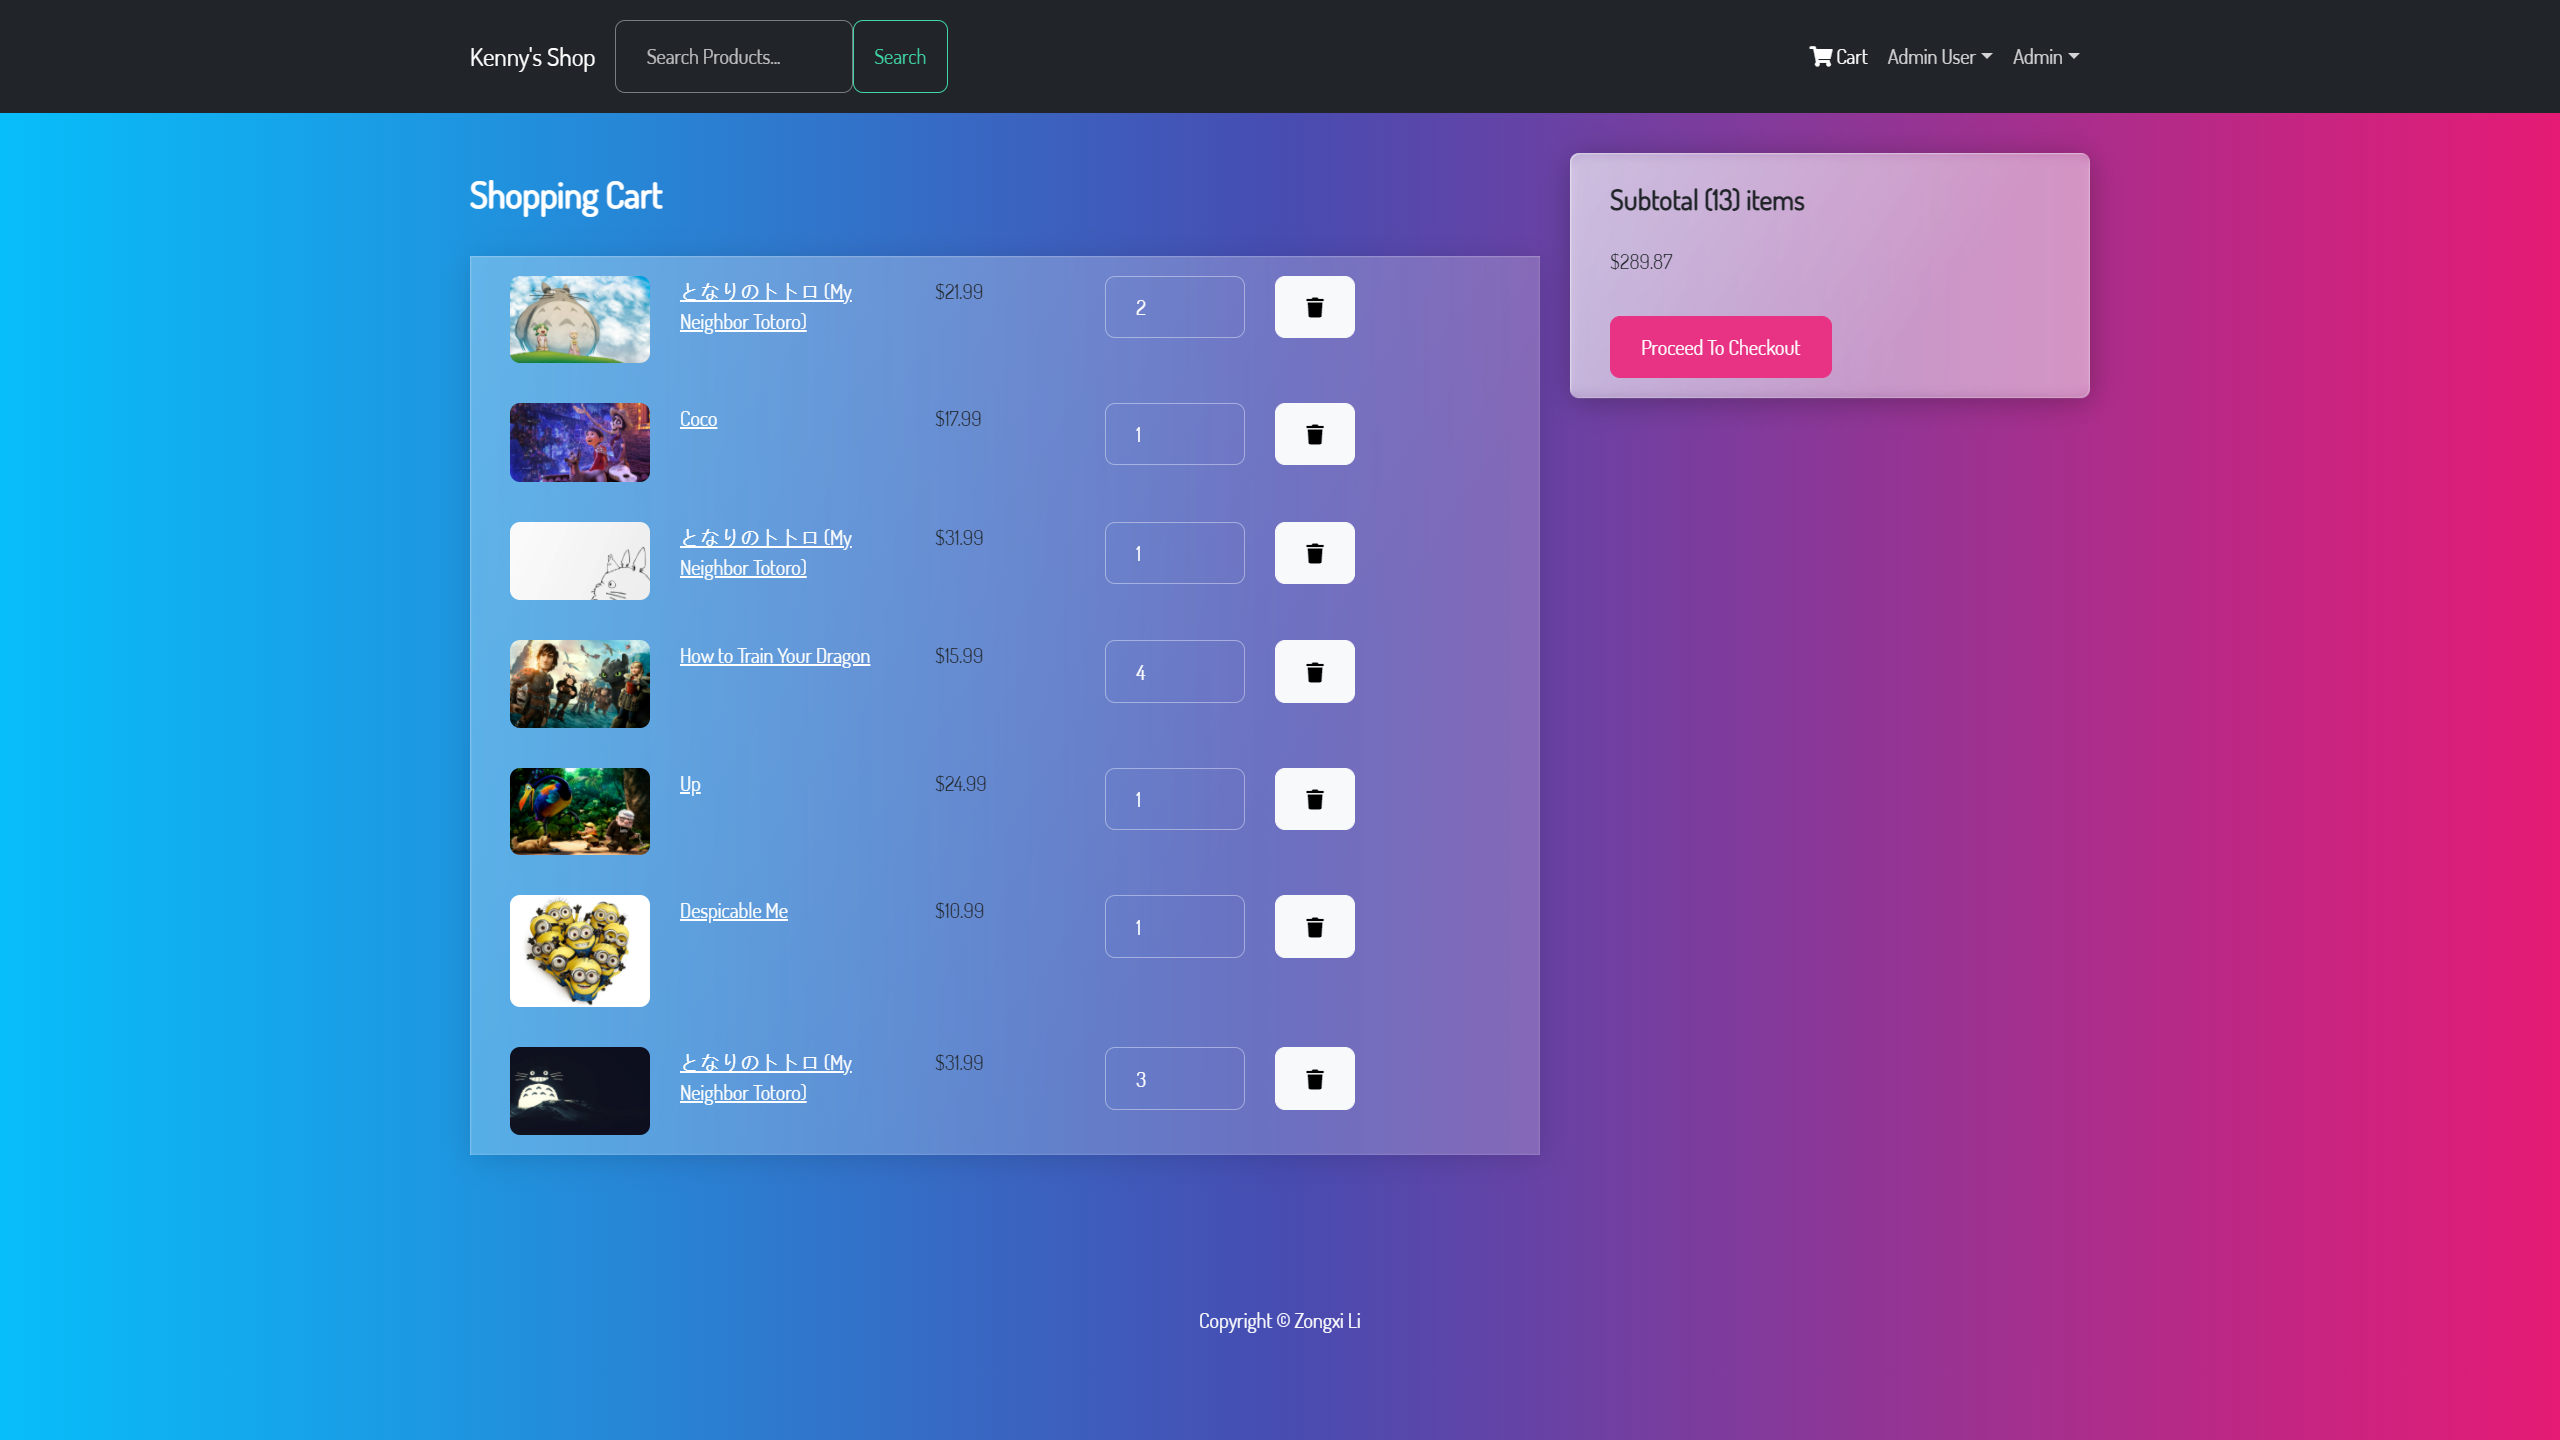 Kenny's Shop
Search Products...
Search
Cart
Admin User
Admin
Shopping Cart
となりのトトロ (My
Neighbor Totoro)
$21.99
2
Coco
$17.99
1
となりのトトロ (My
Neighbor Totoro)
$31.99
1
How to Train Your Dragon
$15.99
4
Up
$24.99
1
Despicable Me
$10.99
1
となりのトトロ (My
Neighbor Totoro)
$31.99
3
Subtotal (13) items
$289.87
Proceed To Checkout
Copyright © Zongxi Li